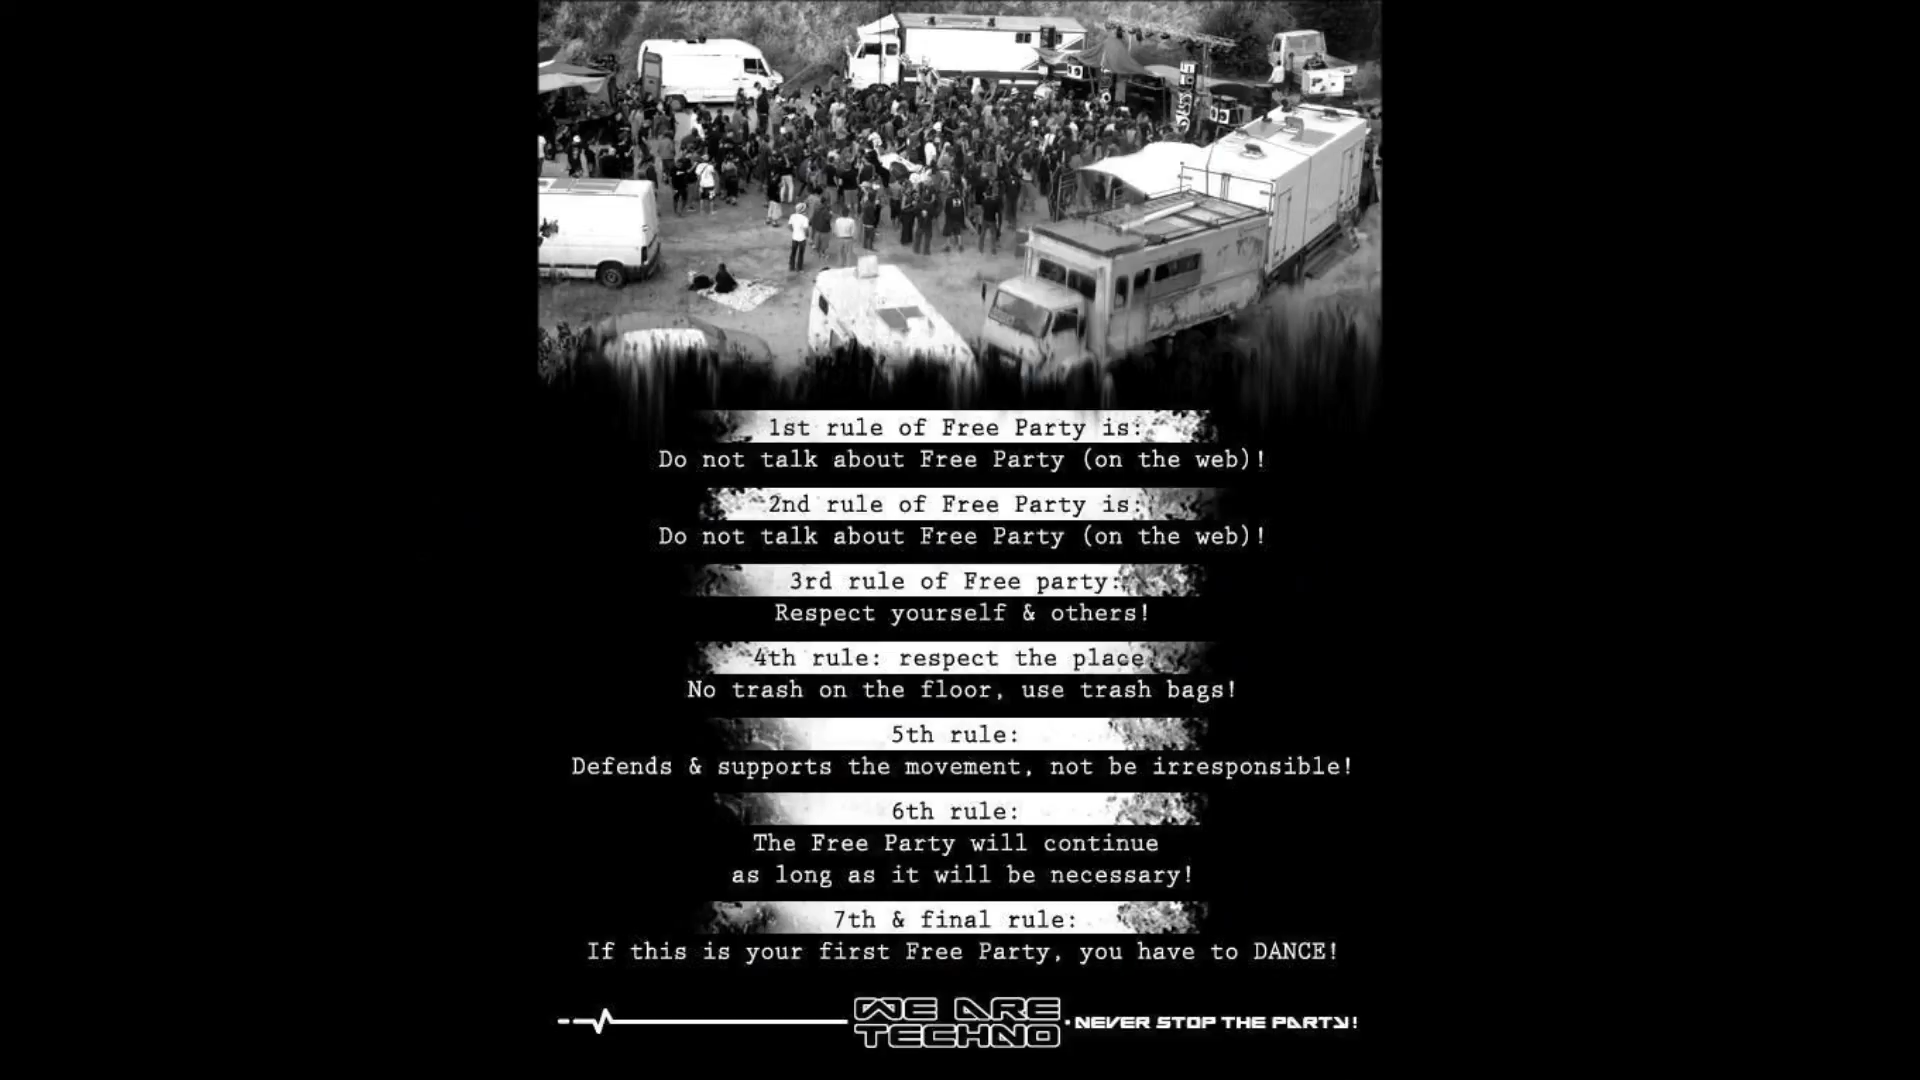 1st rule of Free Party is:
Do not talk about Free Party (on the web)!
2nd rule of Free Party is:
Do not talk about Free Party (on the web)!
3rd rule of Free party:
Respect yourself & others!
4th rule: respect the place.
No trash on the floor, use trash bags!
5th rule:
Defends & supports the movement, not be irresponsible!
6th rule:
The Free Party will continue
as long as it will be necessary!
7th & final rule:
If this is your first Free Party, you have to DANCE!
WE ARE
TECHNO
NEVER STOP THE PARTY!